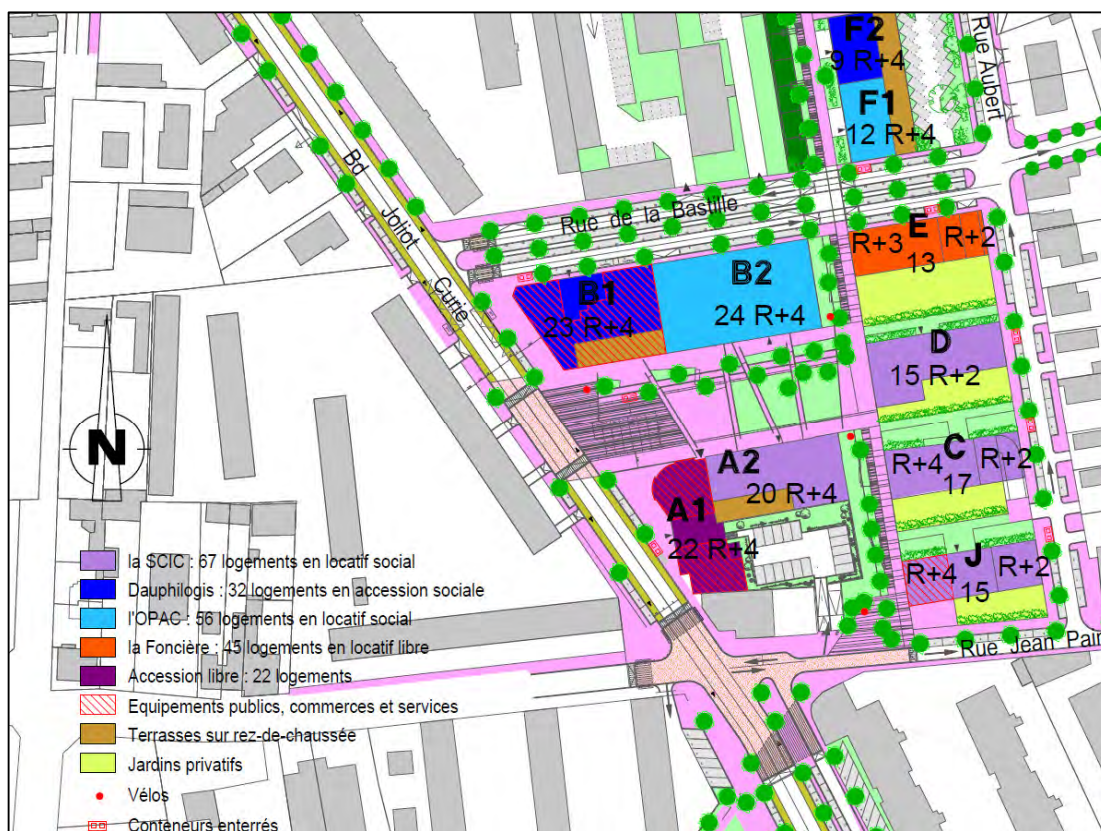 F2
9 R+4
F1
12 R+4
Rue Aubert
Bd Joliot Curie
Rue de la Bastille
E
R+3 R+2
13
B1
23 R+4
B2
24 R+4
D
15 R+2
N
A2
20 R+4
C
R+4 R+2
17
A1
22 R+4
J
R+4 R+2
15
Rue Jean Pain
la SCIC : 67 logements en locatif social
Dauphilogis : 32 logements en accession sociale
l'OPAC : 56 logements en locatif social
la Foncière : 45 logements en locatif libre
Accession libre : 22 logements
Equipements publics, commerces et services
Terrasses sur rez-de-chaussée
Jardins privatifs
Vélos
Conteneurs enterrés